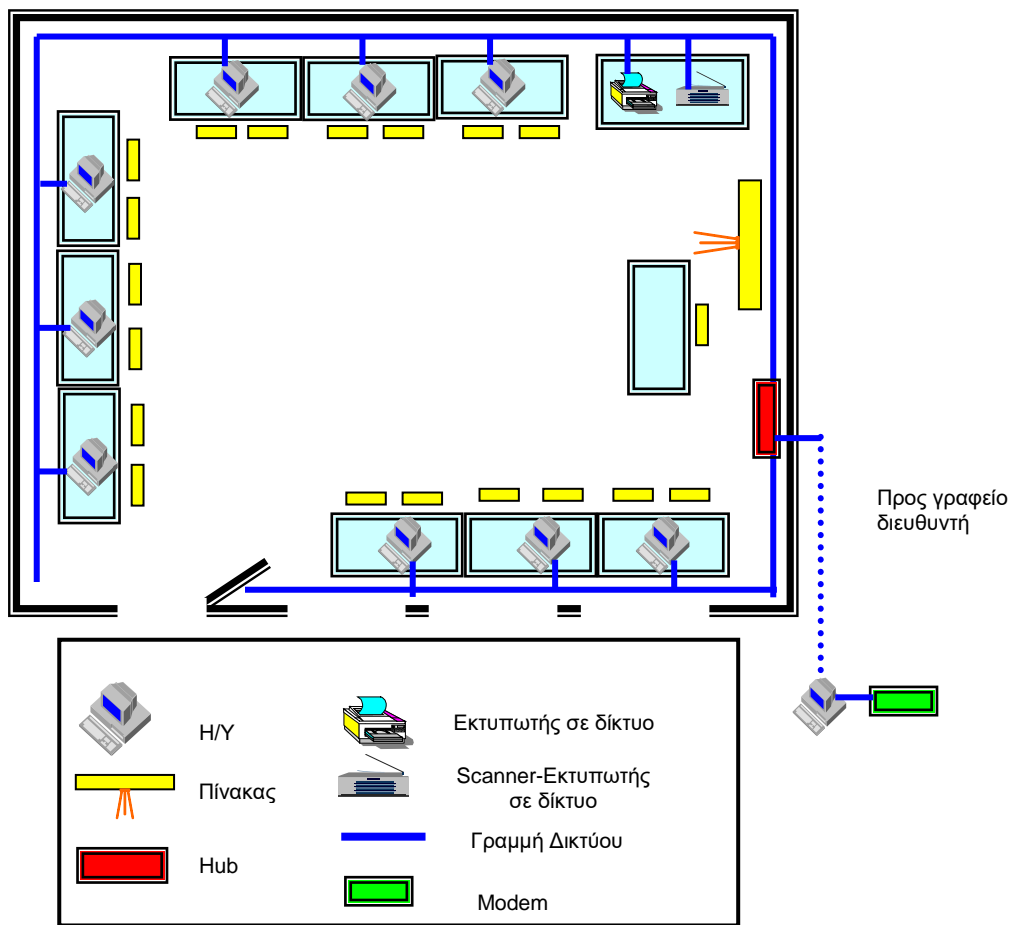 Προς γραφείο
διευθυντή
Η/Υ
Εκτυπωτής σε δίκτυο
Πίνακας
Scanner-Εκτυπωτής
σε δίκτυο
Γραμμή Δικτύου
Hub
Modem